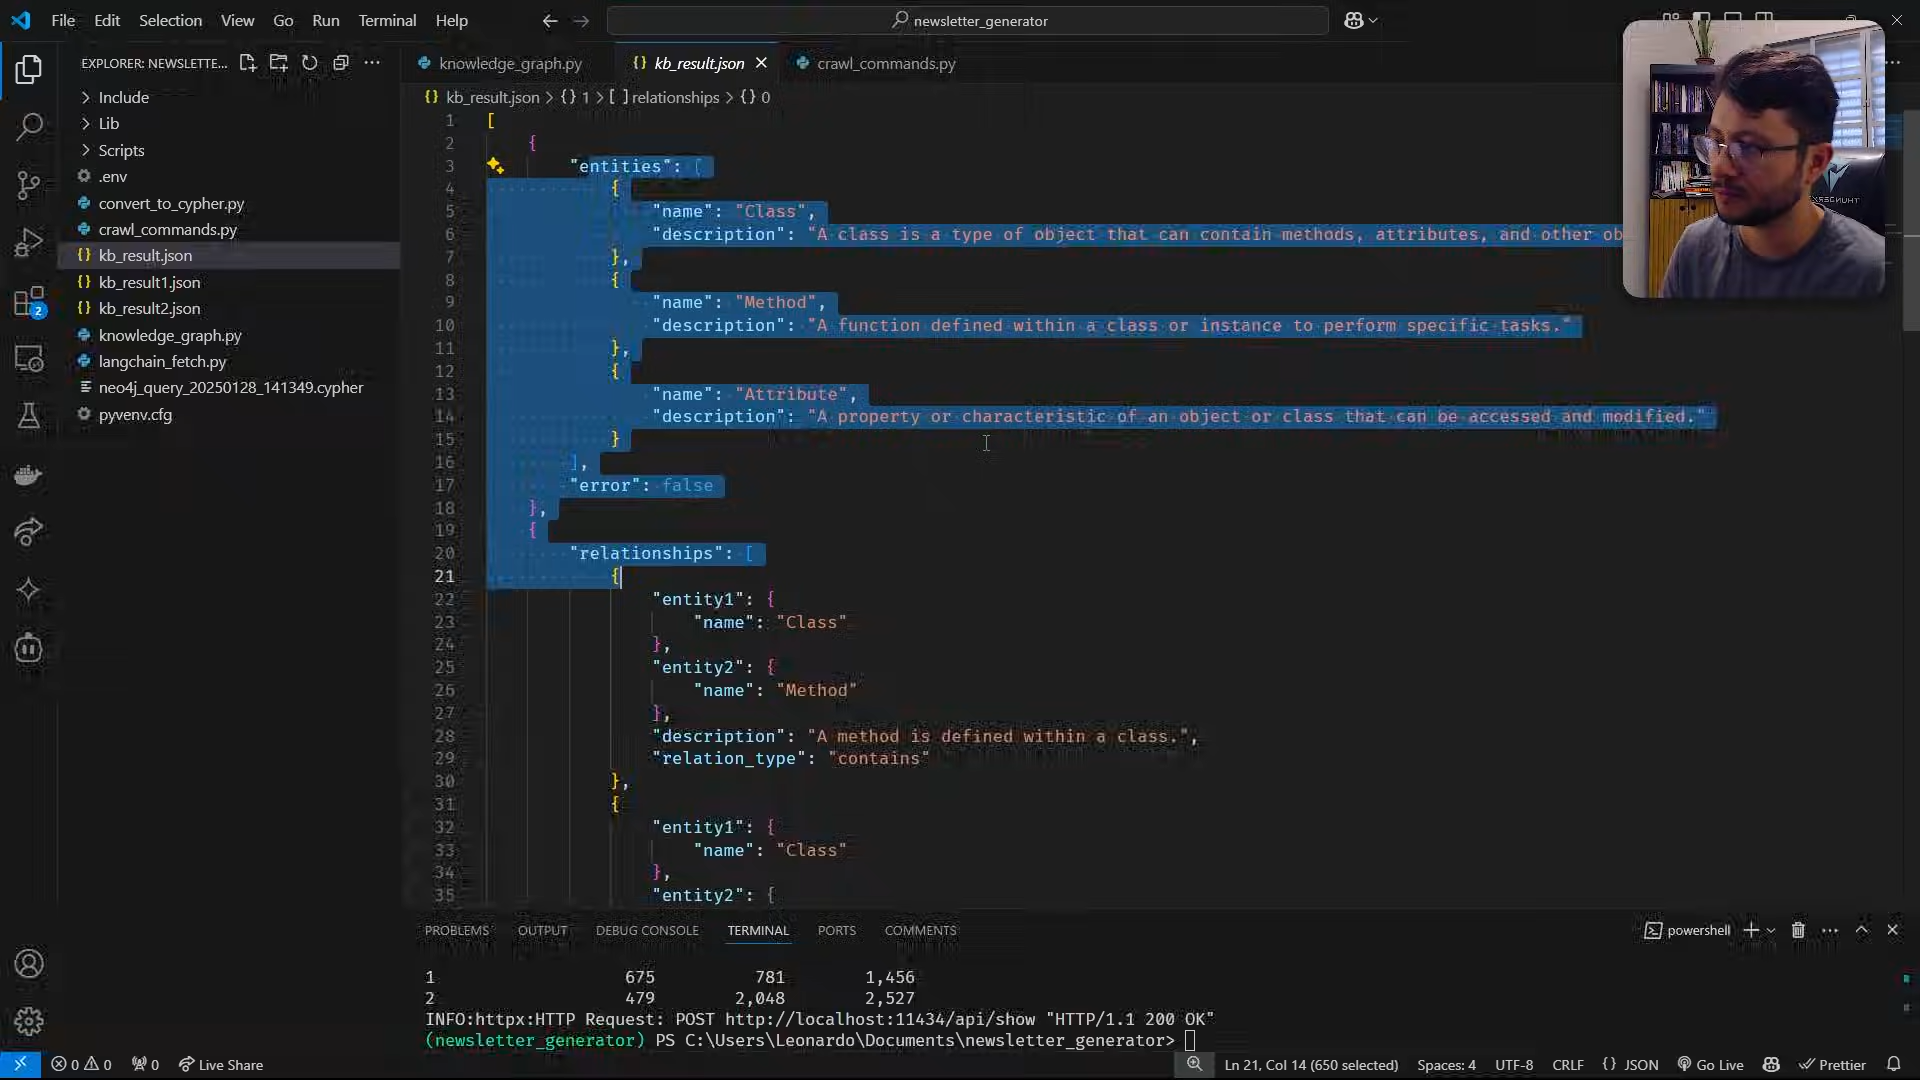 File Edit Selection View Go Run Terminal Help
newsletter_generator
EXPLORER: NEWSLETTE...
knowledge_graph.py
kb_result.json
crawl_commands.py
kb_result.json > {} 1 > [ ] relationships > {} 0
Include
Lib
Scripts
.env
convert_to_cypher.py
crawl_commands.py
kb_result.json
kb_result1.json
kb_result2.json
knowledge_graph.py
langchain_fetch.py
neo4j_query_20250128_141349.cypher
pyvenv.cfg
2
1 [
2 {
3 "entities": [
4 {
5 "name": "Class",
6 "description": "A class is a type of object that can contain methods, attributes, and other ob
7 },
8 {
9 "name": "Method",
10 "description": "A function defined within a class or instance to perform specific tasks."
11 },
12 {
13 "name": "Attribute",
14 "description": "A property or characteristic of an object or class that can be accessed and modified."
15 }
16 ],
17 "error": false
18 },
19 {
20 "relationships": [
21 {
22 "entity1": {
23 "name": "Class"
24 },
25 "entity2": {
26 "name": "Method"
27 },
28 "description": "A method is defined within a class.",
29 "relation_type": "contains"
30 },
31 {
32 "entity1": {
33 "name": "Class"
34 },
35 "entity2": {
PROBLEMS OUTPUT DEBUG CONSOLE TERMINAL PORTS COMMENTS
powershell
1 675 781 1,456
2 479 2,048 2,527
INFO:httpx:HTTP Request: POST http://localhost:11434/api/show "HTTP/1.1 200 OK"
(newsletter_generator) PS C:\Users\Leonardo\Documents\newsletter_generator>
0 0 0 Live Share
Ln 21, Col 14 (650 selected) Spaces: 4 UTF-8 CRLF {} JSON Go Live Prettier